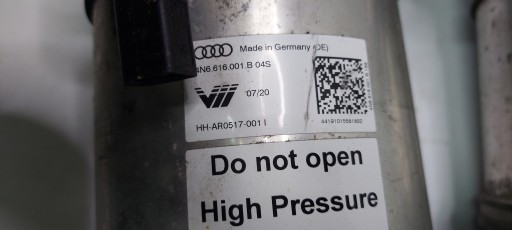 Made in Germany (DE)
4N6.616.001.B 04S
07/20
HH-AR0517-001 I
Do not open
High Pressure